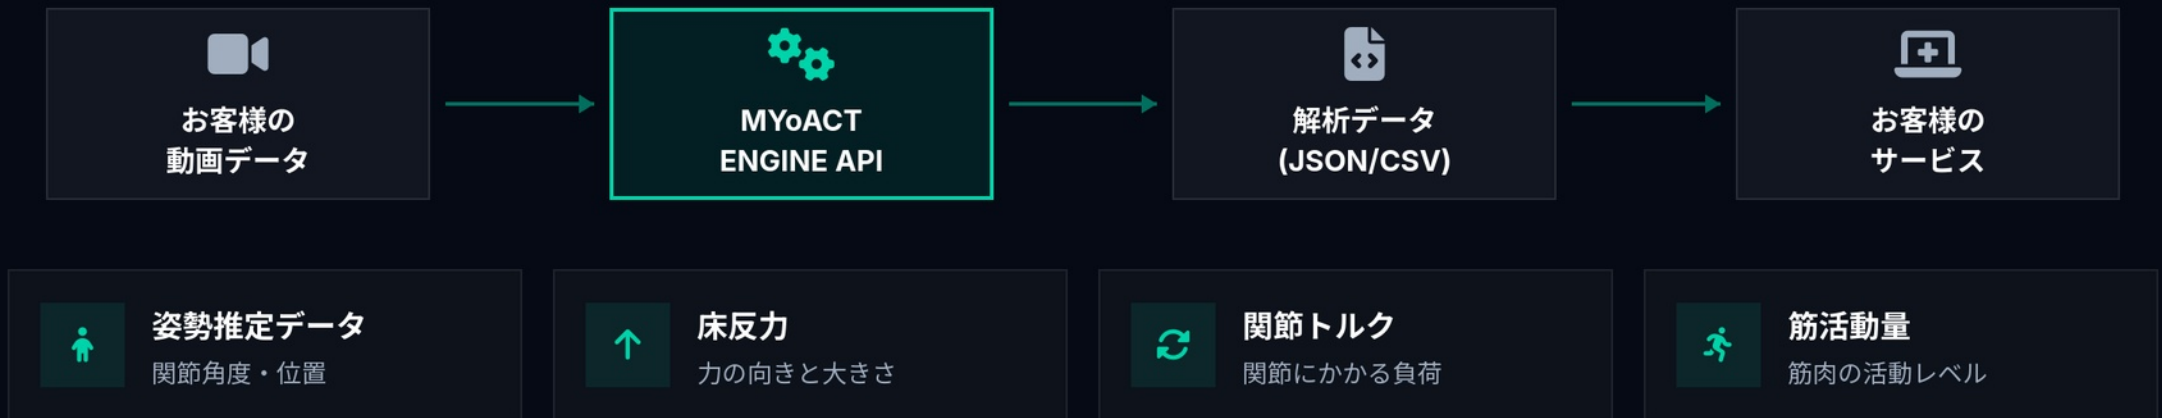 お客様の
動画データ
MYoACT
ENGINE API
解析データ
(JSON/CSV)
お客様の
サービス
姿勢推定データ
関節角度・位置
床反力
力の向きと大きさ
関節トルク
関節にかかる負荷
筋活動量
筋肉の活動レベル